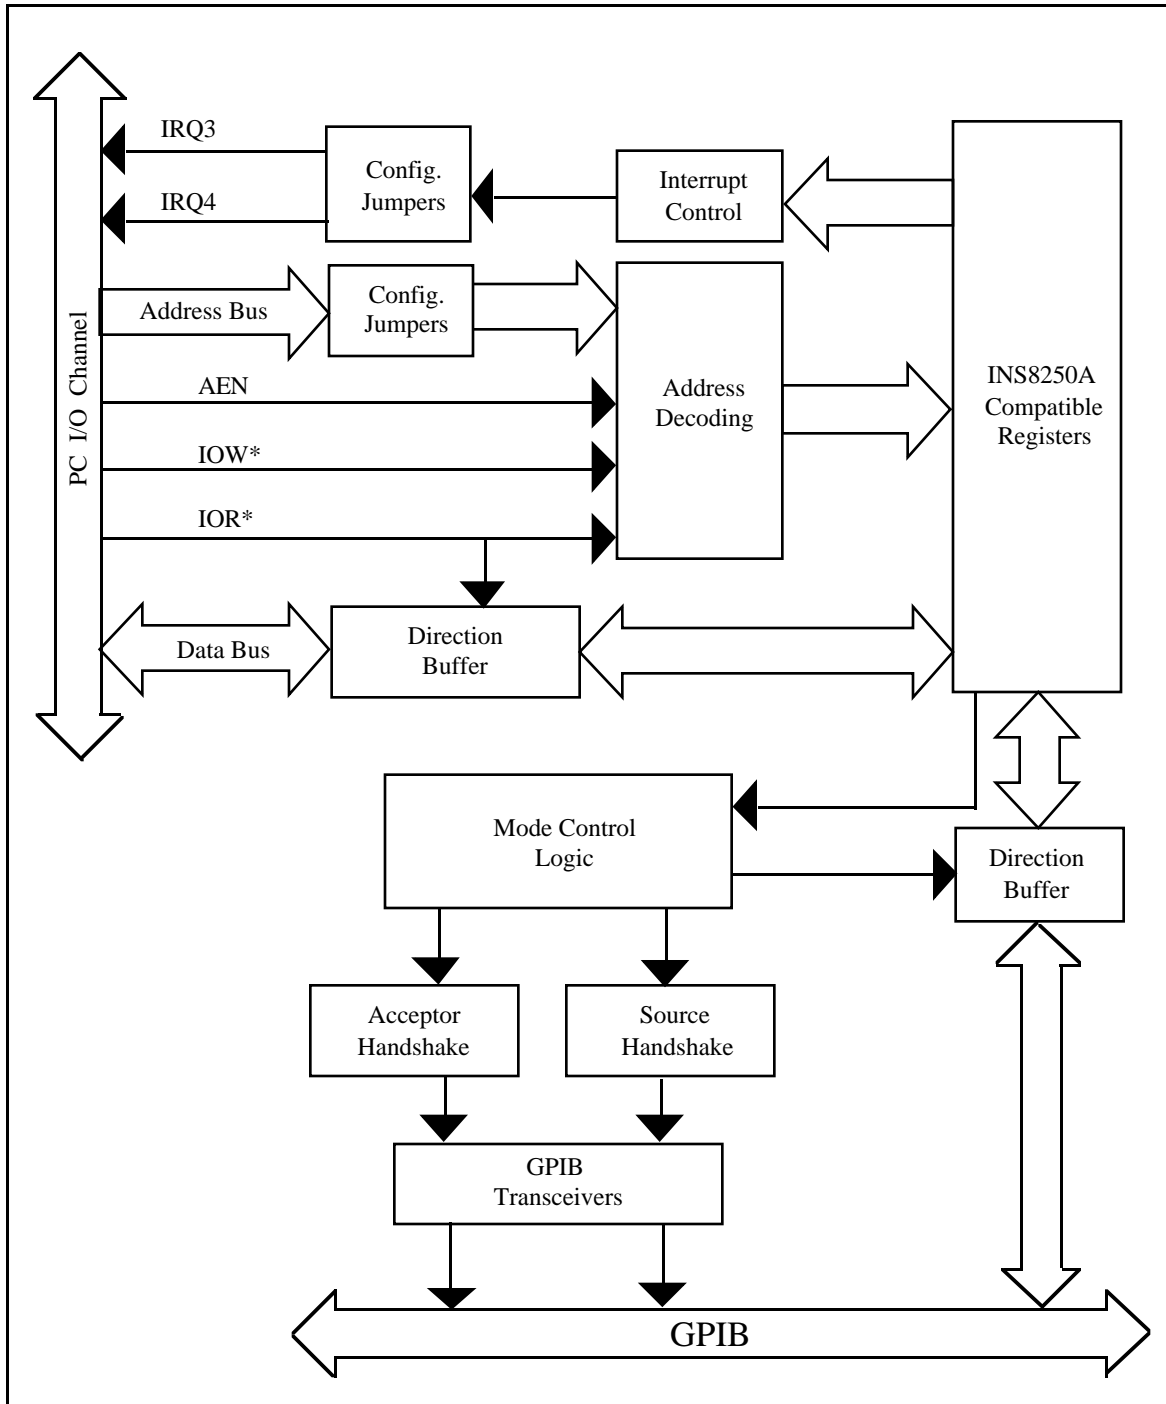 IRQ3
IRQ4
Config.
Jumpers
Interrupt
Control
Address Bus
Config.
Jumpers
PC I/O Channel
AEN
IOW*
IOR*
Address
Decoding
INS8250A
Compatible
Registers
Data Bus
Direction
Buffer
Mode Control
Logic
Direction
Buffer
Acceptor
Handshake
Source
Handshake
GPIB
Transceivers
GPIB